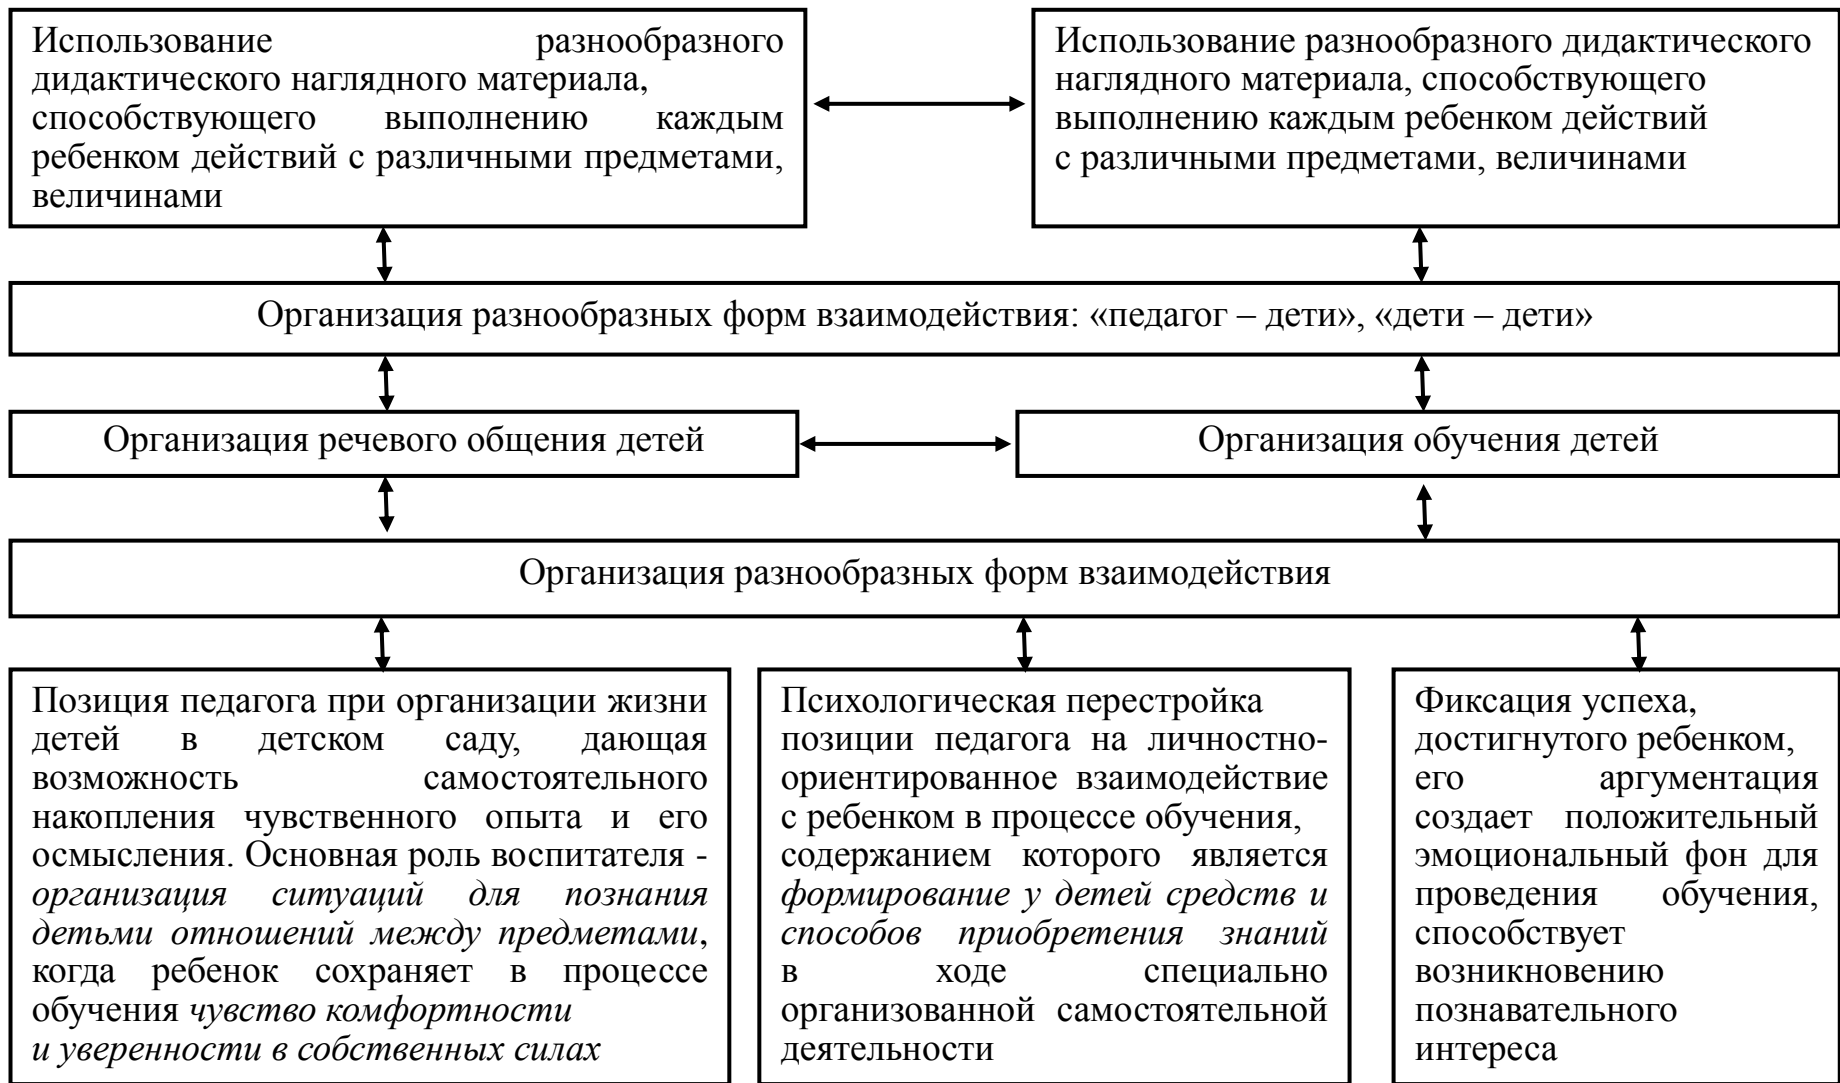 Использование разнообразного
дидактического наглядного материала,
способствующего выполнению каждым
ребенком действий с различными предметами,
величинами
Использование разнообразного дидактического
наглядного материала, способствующего
выполнению каждым ребенком действий
с различными предметами, величинами
Организация разнообразных форм взаимодействия: «педагог – дети», «дети – дети»
Организация речевого общения детей
Организация обучения детей
Организация разнообразных форм взаимодействия
Позиция педагога при организации жизни
детей в детском саду, дающая
возможность самостоятельного
накопления чувственного опыта и его
осмысления. Основная роль воспитателя -
организация ситуаций для познания
детьми отношений между предметами,
когда ребенок сохраняет в процессе
обучения чувство комфортности
и уверенности в собственных силах
Психологическая перестройка
позиции педагога на личностно-
ориентированное взаимодействие
с ребенком в процессе обучения,
содержанием которого является
формирование у детей средств и
способов приобретения знаний
в ходе специально
организованной самостоятельной
деятельности
Фиксация успеха,
достигнутого ребенком,
его аргументация
создает положительный
эмоциональный фон для
проведения обучения,
способствует
возникновению
познавательного
интереса